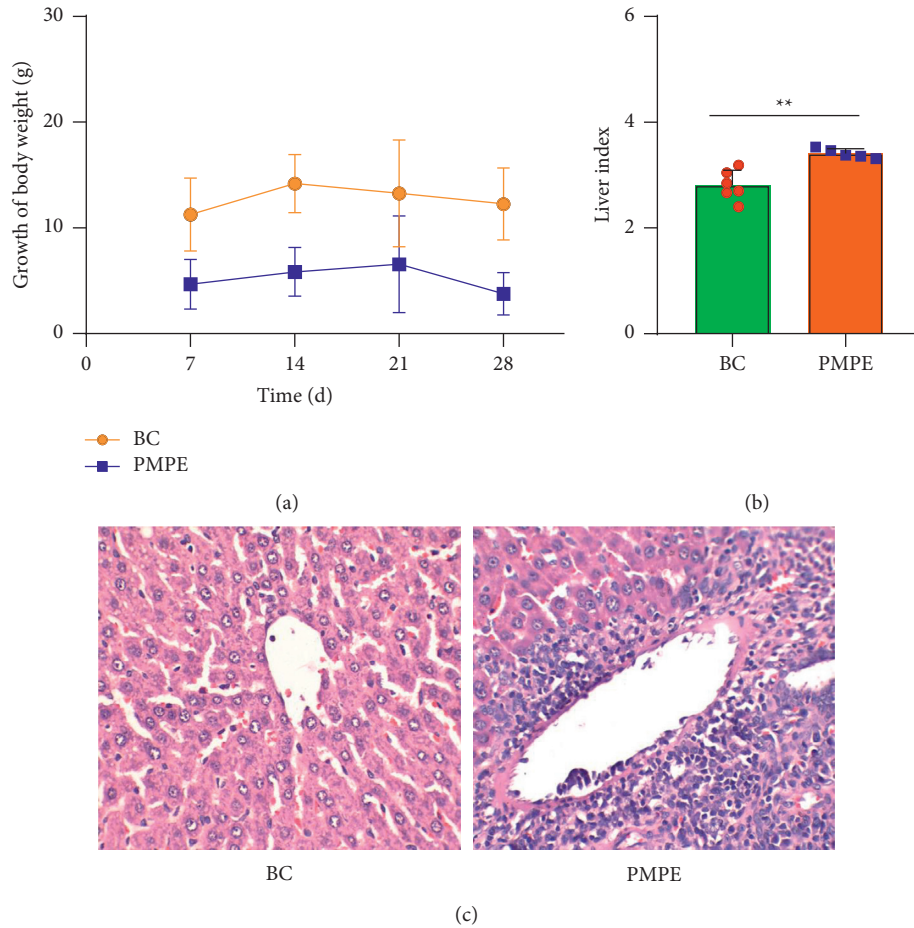 30
20
10
0
Growth of body weight (g)
0
7
14
21
28
Time (d)
BC
PMPE
(a)
6
4
2
0
Liver index
**
BC
PMPE
(b)
BC
PMPE
(c)